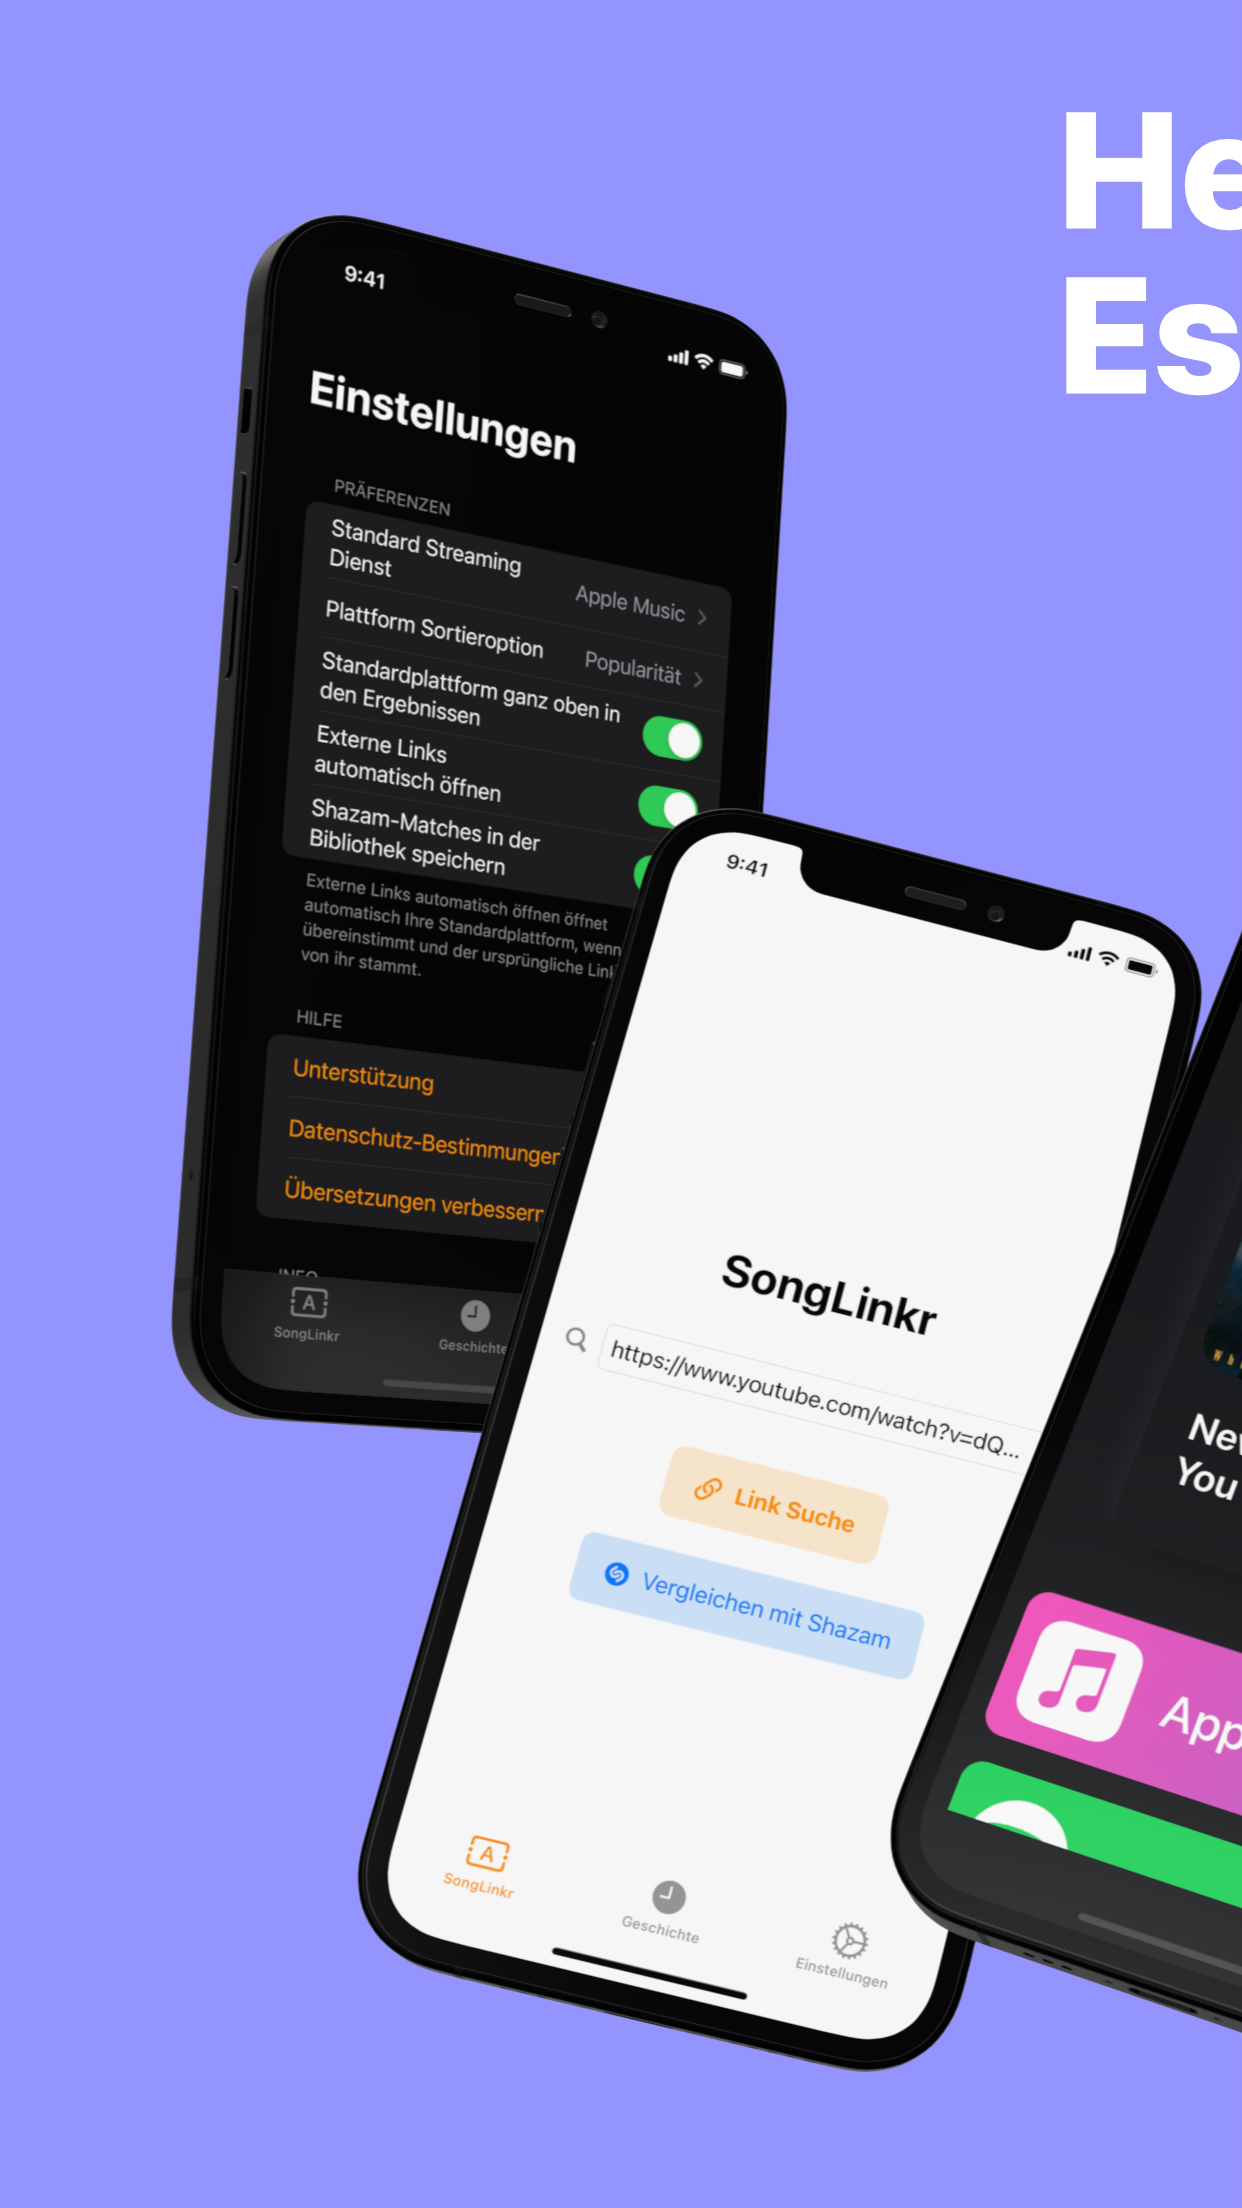 He
Es
9:41
Einstellungen
PRÄFERENZEN
Standard Streaming
Dienst
Apple Music
Plattform Sortieroption
Popularität
Standardplattform ganz oben in
den Ergebnissen
Externe Links
automatisch öffnen
Shazam-Matches in der
Bibliothek speichern
Externe Links automatisch öffnen öffnet
automatisch Ihre Standardplattform, wenn
übereinstimmt und der ursprüngliche Link
von ihr stammt.
HILFE
Unterstützung
Datenschutz-Bestimmungen
Übersetzungen verbessern
INFO
SongLinkr
Geschichte
9:41
SongLinkr
https://www.youtube.com/watch?v=dQ...
Link Suche
Vergleichen mit Shazam
SongLinkr
Geschichte
Einstellungen
Wh
Nev
You
App